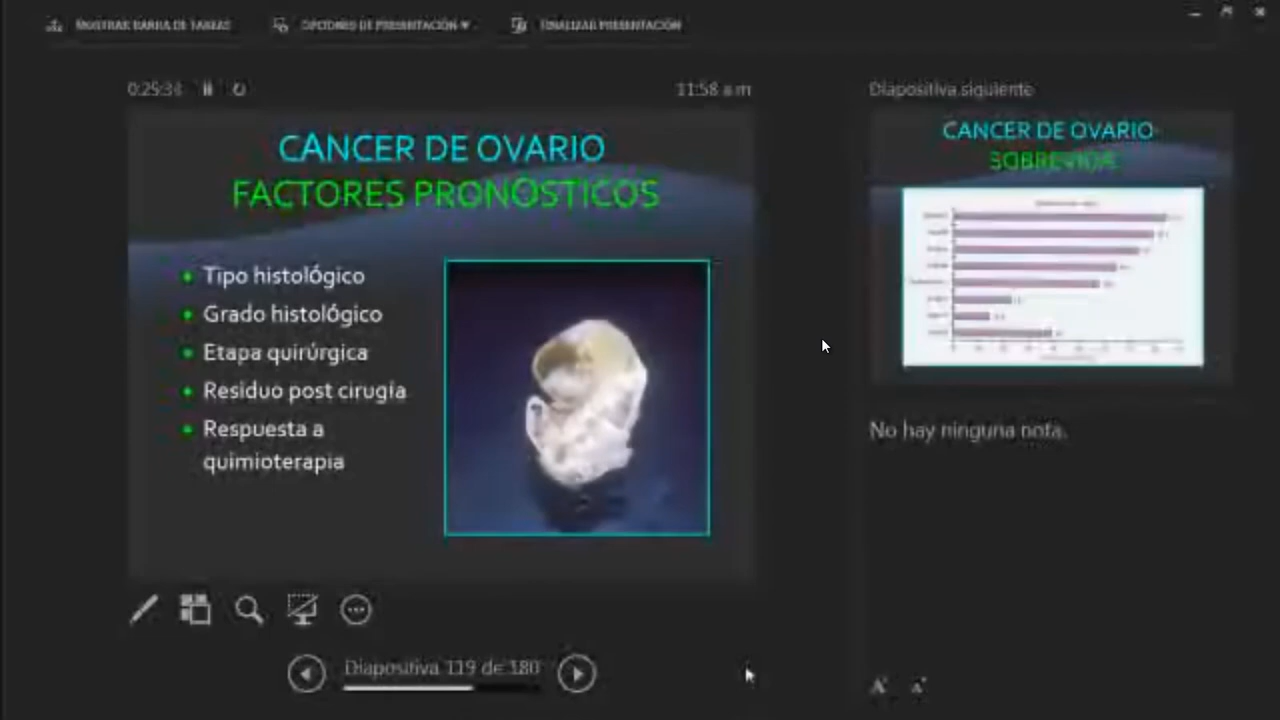 MOSTRAR BARRA DE TAREAS
OPCIONES DE PRESENTACIÓN
FINALIZAR PRESENTACIÓN
0:25:34
11:58 a.m.
CÁNCER DE OVARIO
FACTORES PRONÓSTICOS
Tipo histológico
Grado histológico
Etapa quirúrgica
Residuo post cirugía
Respuesta a
quimioterapia
Diapositiva 119 de 180
Diapositiva siguiente
CANCER DE OVARIO
SOBREVIDA
No hay ninguna nota.
A
A